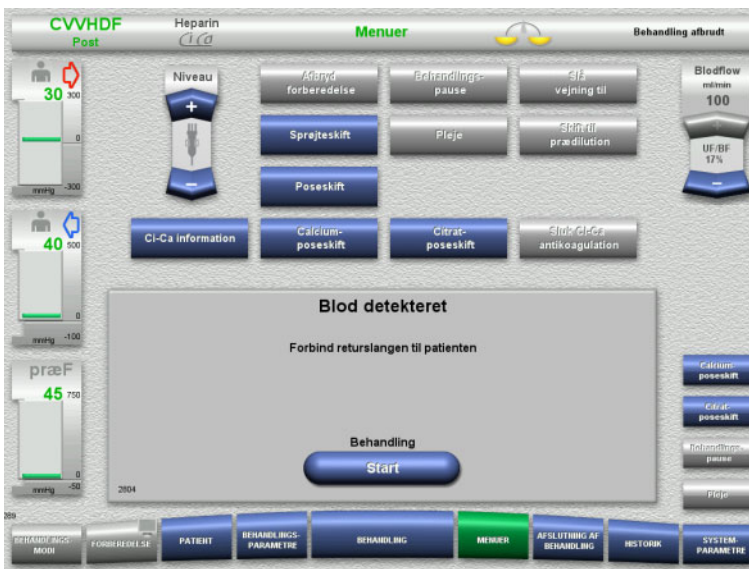 CVVHDF
Post
Heparin
Ci Ca
Menuer
Behandling afbrudt
30
300
0
-300
mmHg
Niveau
+
−
Afbryd
forberedelse
Behandlings-
pause
Slå
vejning til
Sprøjteskift
Pleje
Skift til
prædilution
Poseskift
Ci-Ca information
Calcium-
poseskift
Citrat-
poseskift
Sluk Ci-Ca
antikoagulation
Blodflow
ml/min
100
+
UF/BF
17%
−
40
500
0
-100
mmHg
præF
45
750
0
-50
mmHg
Blod detekteret
Forbind returslangen til patienten
Behandling
Start
2804
Calcium-
poseskift
Citrat-
poseskift
Behandlings-
pause
Pleje
289
BEHANDLINGS-
MODI
FORBEREDELSE
PATIENT
BEHANDLINGS-
PARAMETRE
BEHANDLING
MENUER
AFSLUTNING AF
BEHANDLING
HISTORIK
SYSTEM-
PARAMETRE